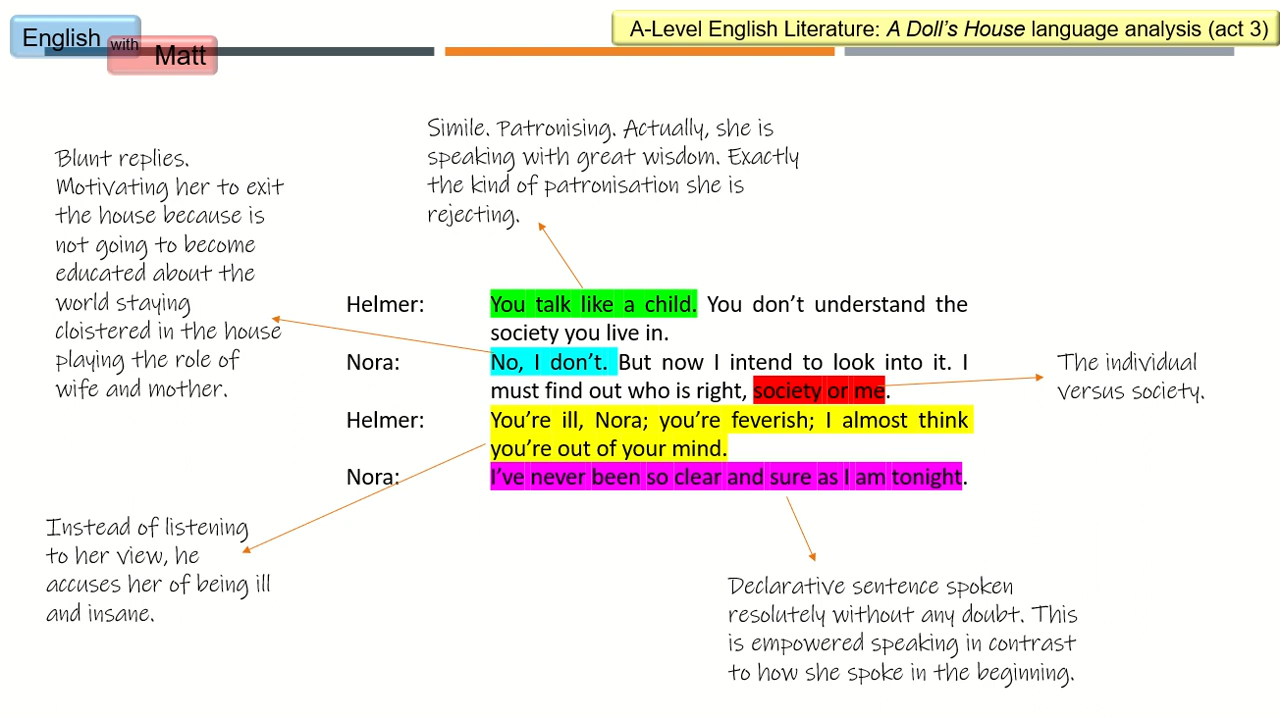 English with Matt
A-Level English Literature: A Doll's House language analysis (act 3)
Simile. Patronising. Actually, she is
speaking with great wisdom. Exactly
the kind of patronisation she is
rejecting.
Blunt replies.
Motivating her to exit
the house because is
not going to become
educated about the
world staying
cloistered in the house
playing the role of
wife and mother.
Helmer: You talk like a child. You don't understand the
society you live in.
Nora: No, I don't. But now I intend to look into it. I
must find out who is right, society or me.
Helmer: You're ill, Nora; you're feverish; I almost think
you're out of your mind.
Nora: I've never been so clear and sure as I am tonight.
The individual
versus society.
Instead of listening
to her view, he
accuses her of being ill
and insane.
Declarative sentence spoken
resolutely without any doubt. This
is empowered speaking in contrast
to how she spoke in the beginning.